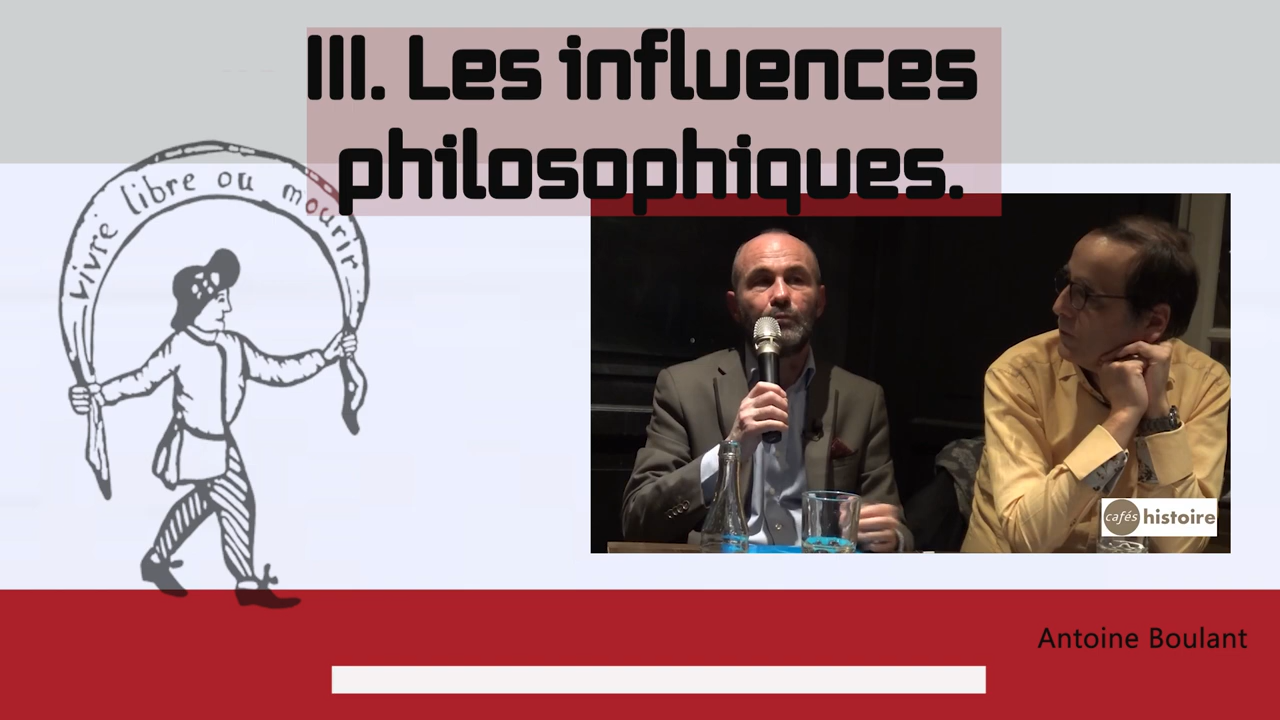 III. Les influences
philosophiques.
vivre libre ou mourir
cafés histoire
Antoine Boulant